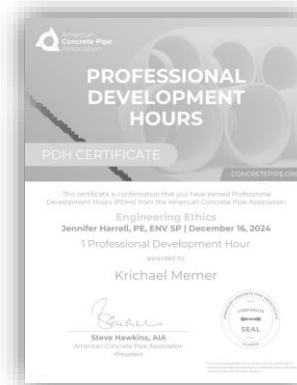 American
Concrete Pipe
Association
PROFESSIONAL
DEVELOPMENT
HOURS
PDH CERTIFICATE
CONCRETEPIPE.ORG
This certificate is confirmation that you have earned Professional
Development Hours (PDHs) from the American Concrete Pipe Association
Engineering Ethics
Jennifer Harrell, PE, ENV SP | December 16, 2024
1 Professional Development Hour
awarded to
Krichael Memer
Steve Hawkins, AIA
American Concrete Pipe Association
President
CORPORATE
SEAL